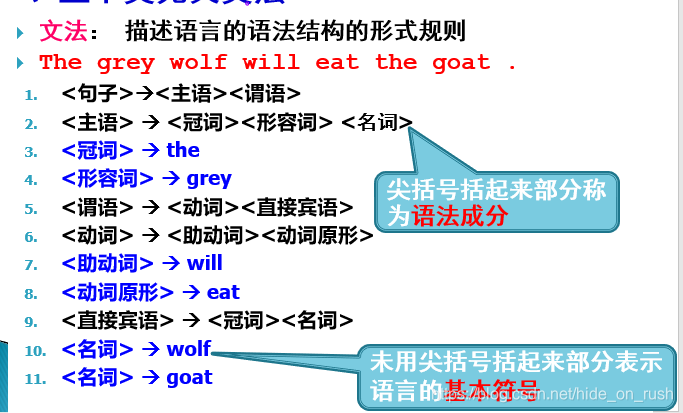 文法： 描述语言的语法结构的形式规则
The grey wolf will eat the goat .
1. <句子>→<主语><谓语>
2. <主语> → <冠词><形容词> <名词>
3. <冠词> → the
4. <形容词> → grey
5. <谓语> → <动词><直接宾语>
6. <动词> → <助动词><动词原形>
7. <助动词> → will
8. <动词原形> → eat
9. <直接宾语> → <冠词><名词>
10. <名词> → wolf
11. <名词> → goat
尖括号括起来部分称
为语法成分
未用尖括号括起来部分表示
语言的基本符号
https://blog.csdn.net/hide_on_rush